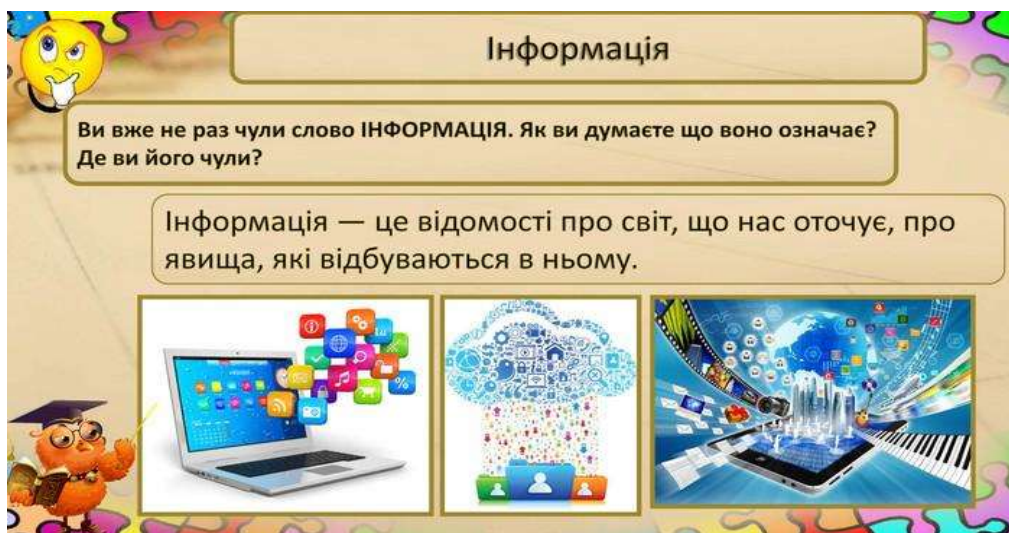 Інформація
Ви вже не раз чули слово ІНФОРМАЦІЯ. Як ви думаєте що воно означає?
Де ви його чули?
Інформація — це відомості про світ, що нас оточує, про
явища, які відбуваються в ньому.